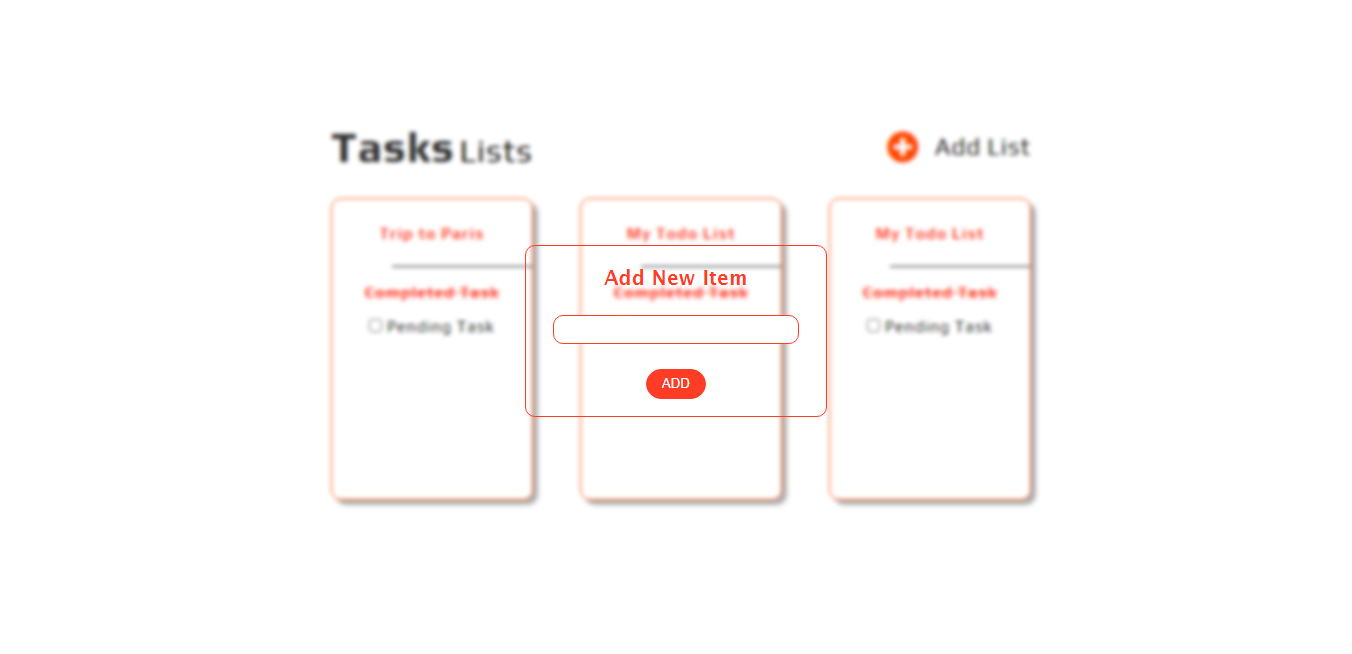 Tasks Lists
Add List
Trip to Paris
Completed Task
Pending Task
My Todo List
Completed Task
My Todo List
Completed Task
Pending Task
Add New Item
ADD